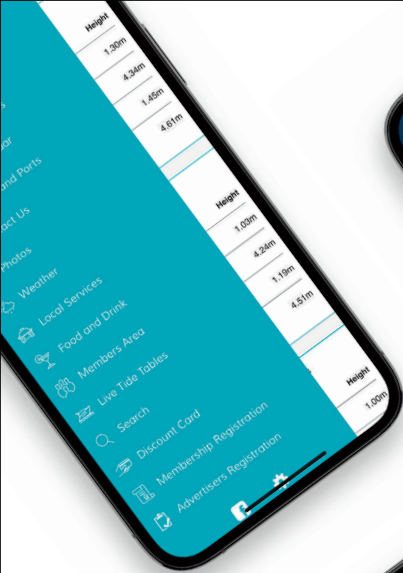 Height
1.30m
4.34m
1.45m
4.61m
Height
1.03m
4.24m
1.19m
4.51m
Height
1.00m
and Ports
Photos
Weather
Local Services
Food and Drink
Members Area
Live Tide Tables
Search
Discount Card
Membership Registration
Advertisers Registration